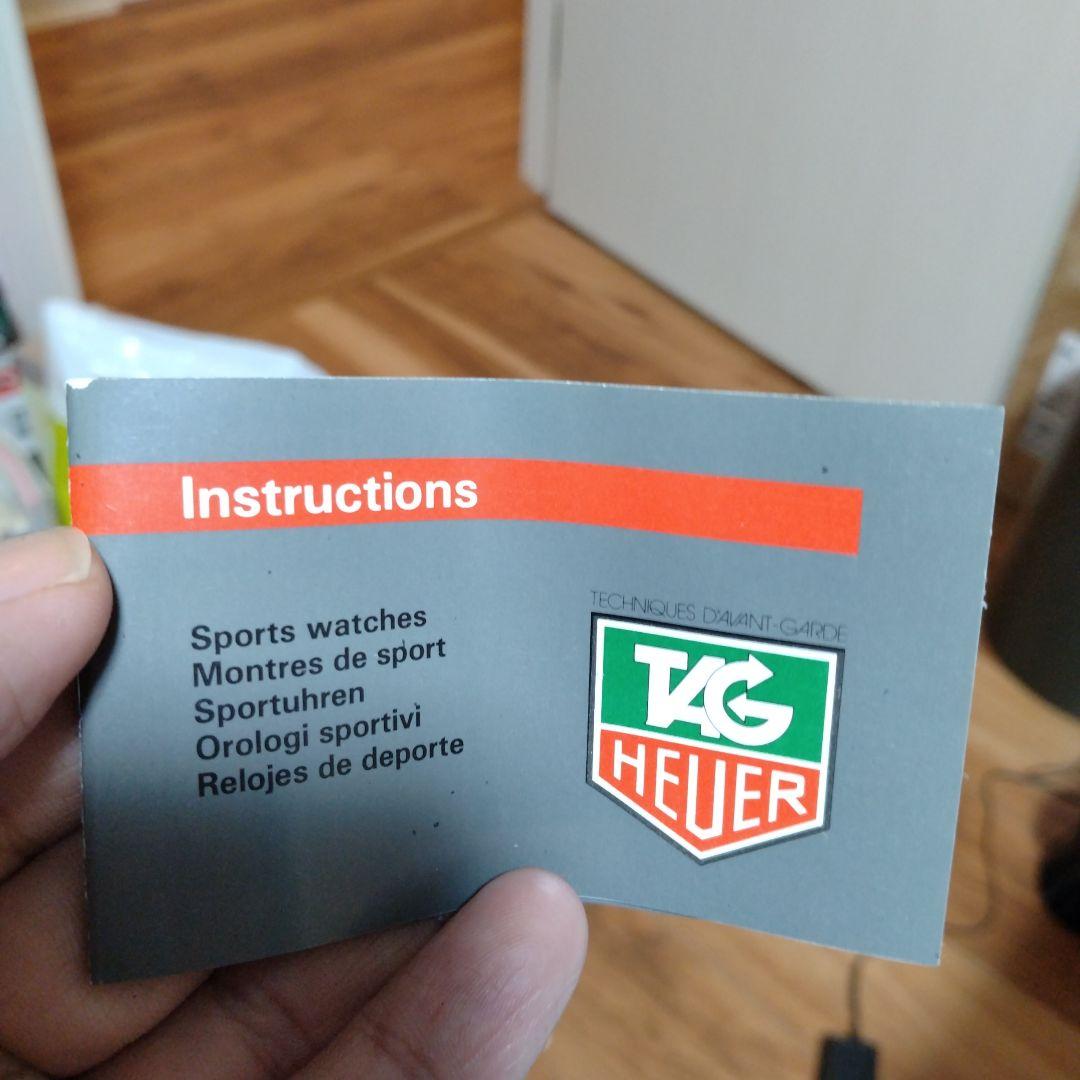 Instructions
Sports watches
Montres de sport
Sportuhren
Orologi sportivi
Relojes de deporte
TECHNIQUES D'AVANT-GARDE
TAG
HEUER